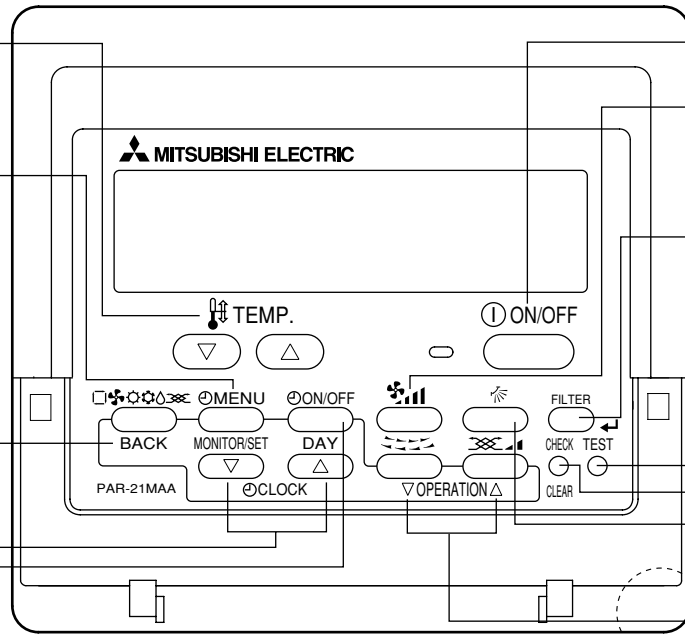 MITSUBISHI ELECTRIC
TEMP.
ON/OFF
MENU
ON/OFF
FILTER
BACK
MONITOR/SET
DAY
CHECK
TEST
PAR-21MAA
CLOCK
OPERATION
CLEAR